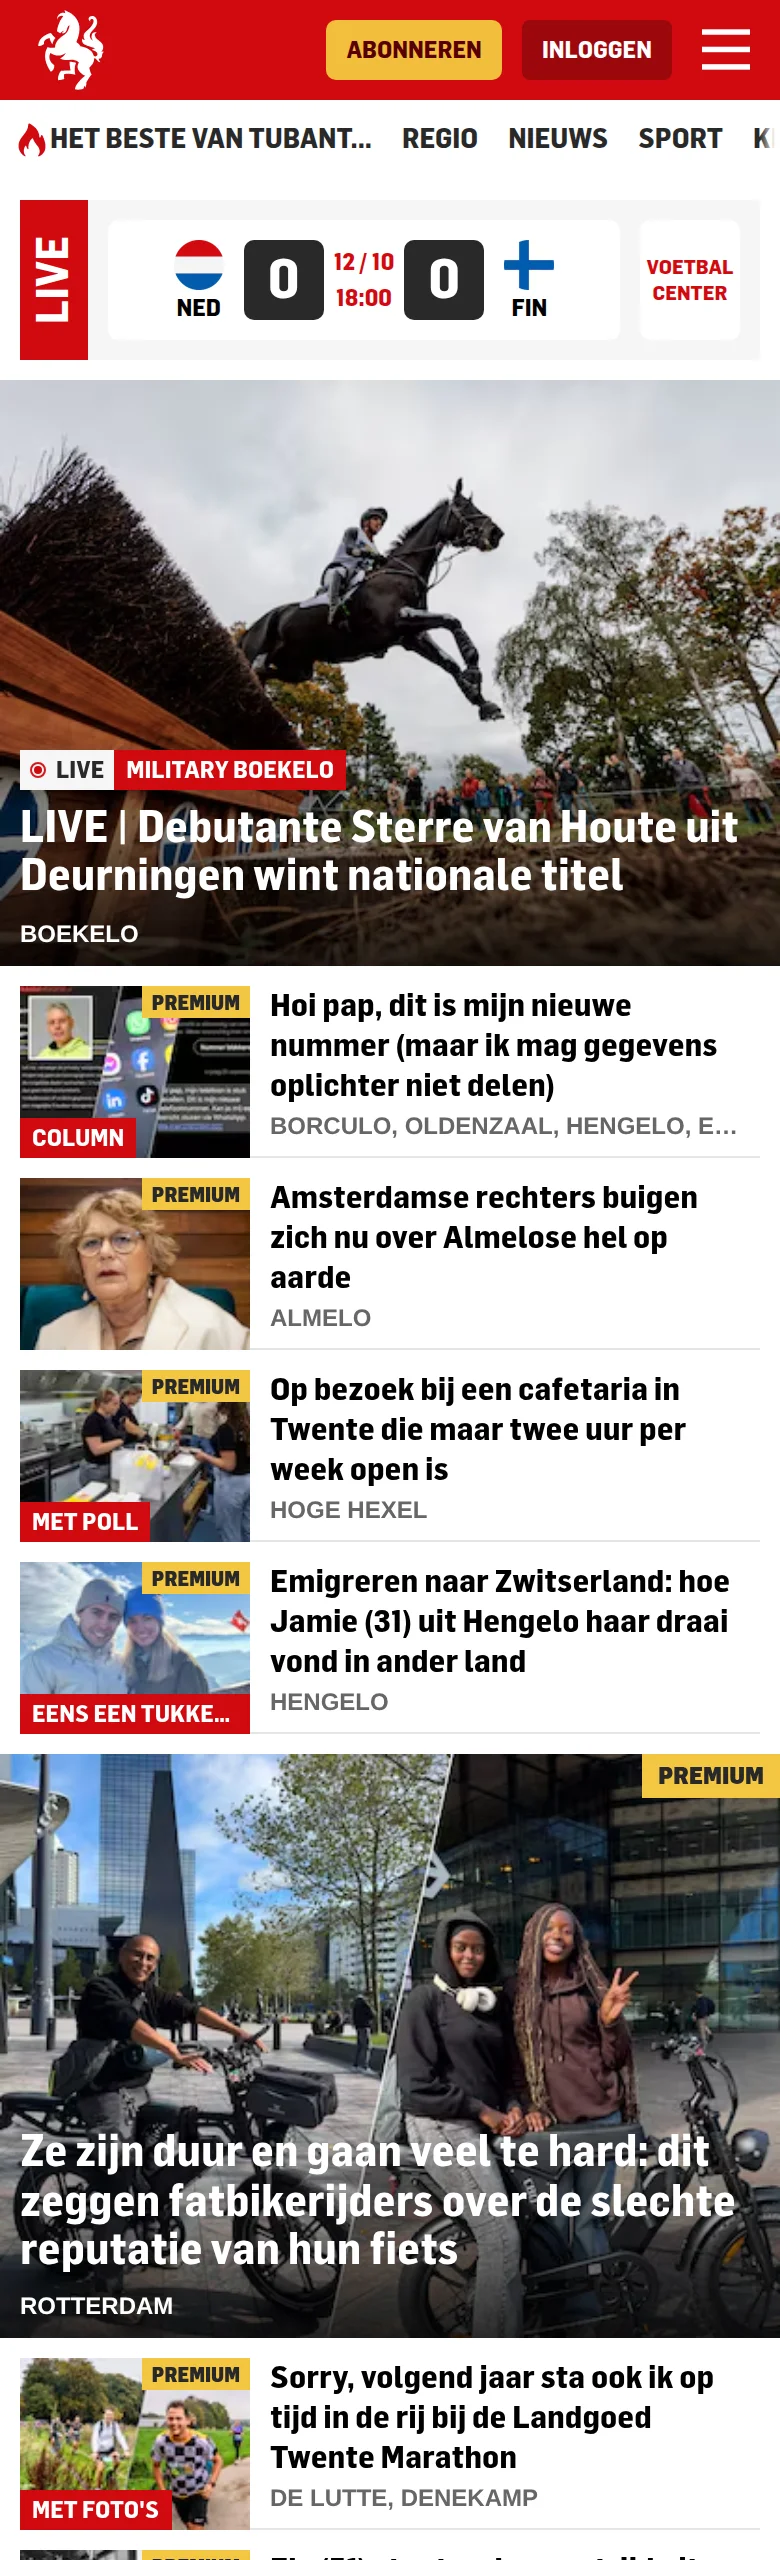 ABONNEREN
INLOGGEN
HET BESTE VAN TUBANT... REGIO NIEUWS SPORT
LIVE
NED
0
12 / 10
18:00
0
FIN
VOETBAL
CENTER
LIVE MILITARY BOEKELO
LIVE | Debutante Sterre van Houte uit
Deurningen wint nationale titel
BOEKELO
PREMIUM
COLUMN
Hoi pap, dit is mijn nieuwe
nummer (maar ik mag gegevens
oplichter niet delen)
BORCULO, OLDENZAAL, HENGELO, E...
PREMIUM
Amsterdamse rechters buigen
zich nu over Almelose hel op
aarde
ALMELO
PREMIUM
MET POLL
Op bezoek bij een cafetaria in
Twente die maar twee uur per
week open is
HOGE HEXEL
PREMIUM
EENS EEN TUKKE...
Emigreren naar Zwitserland: hoe
Jamie (31) uit Hengelo haar draai
vond in ander land
HENGELO
PREMIUM
Ze zijn duur en gaan veel te hard: dit
zeggen fatbikerijders over de slechte
reputatie van hun fiets
ROTTERDAM
PREMIUM
MET FOTO'S
Sorry, volgend jaar sta ook ik op
tijd in de rij bij de Landgoed
Twente Marathon
DE LUTTE, DENEKAMP